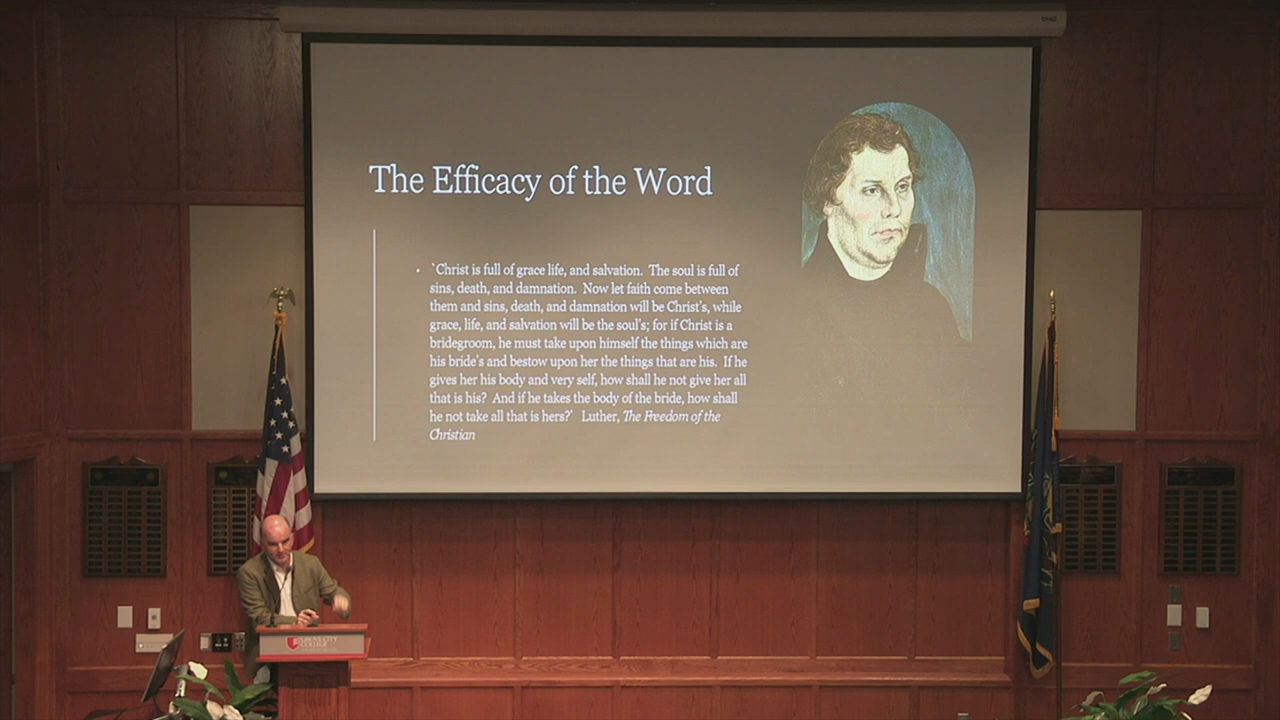 The Efficacy of the Word
`Christ is full of grace life, and salvation. The soul is full of
sins, death, and damnation. Now let faith come between
them and sins, death, and damnation will be Christ's, while
grace, life, and salvation will be the soul's; for if Christ is a
bridegroom, he must take upon himself the things which are
his bride's and bestow upon her the things that are his. If he
gives her his body and very self, how shall he not give her all
that is his? And if he takes the body of the bride, how shall
he not take all that is hers?' Luther, The Freedom of the
Christian
GROVE CITY
COLLEGE